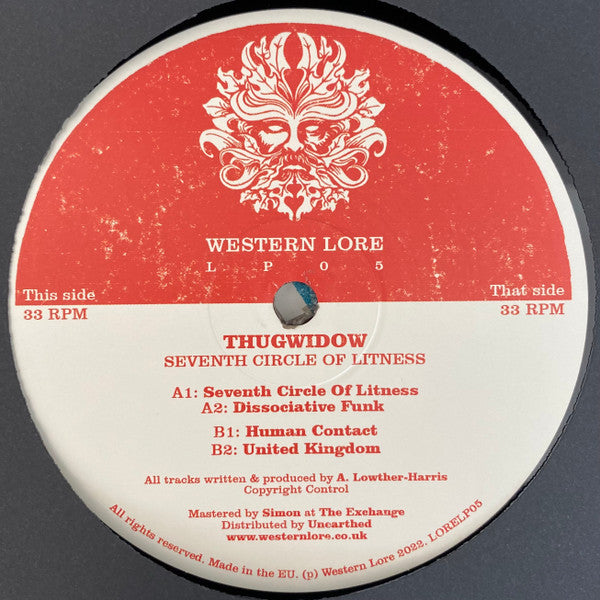 WESTERN LORE
LP05
This side
33 RPM
That side
33 RPM
THUGWIDOW
SEVENTH CIRCLE OF LITNESS
A1: Seventh Circle Of Litness
A2: Dissociative Funk
B1: Human Contact
B2: United Kingdom
All tracks written & produced by A. Lowther-Harris
Copyright Control
Mastered by Simon at The Exchange
Distributed by Unearthed
www.westernlore.co.uk
All rights reserved. Made in the EU. (p) Western Lore 2022. LORELP05